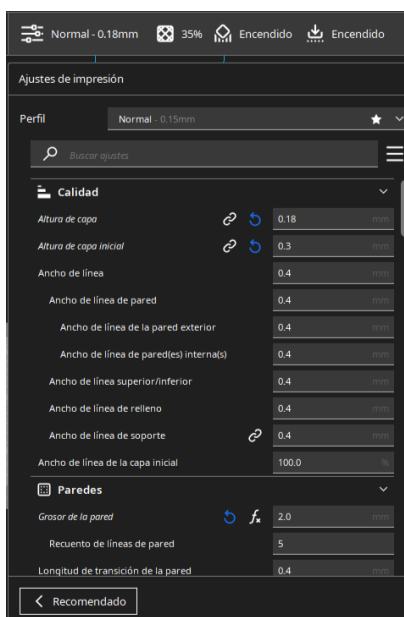 Normal - 0.18mm 35% Encendido Encendido
Ajustes de impresión
Perfil Normal - 0.15mm
Buscar ajustes
Calidad
Altura de capa 0.18 mm
Altura de capa inicial 0.3 mm
Ancho de línea 0.4 mm
Ancho de línea de pared 0.4 mm
Ancho de línea de la pared exterior 0.4 mm
Ancho de línea de pared(es) interna(s) 0.4 mm
Ancho de línea superior/inferior 0.4 mm
Ancho de línea de relleno 0.4 mm
Ancho de línea de soporte 0.4 mm
Ancho de línea de la capa inicial 100.0 %
Paredes
Grosor de la pared fx 2.0 mm
Recuento de líneas de pared 5
Longitud de transición de la pared 0.4 mm
Recomendado